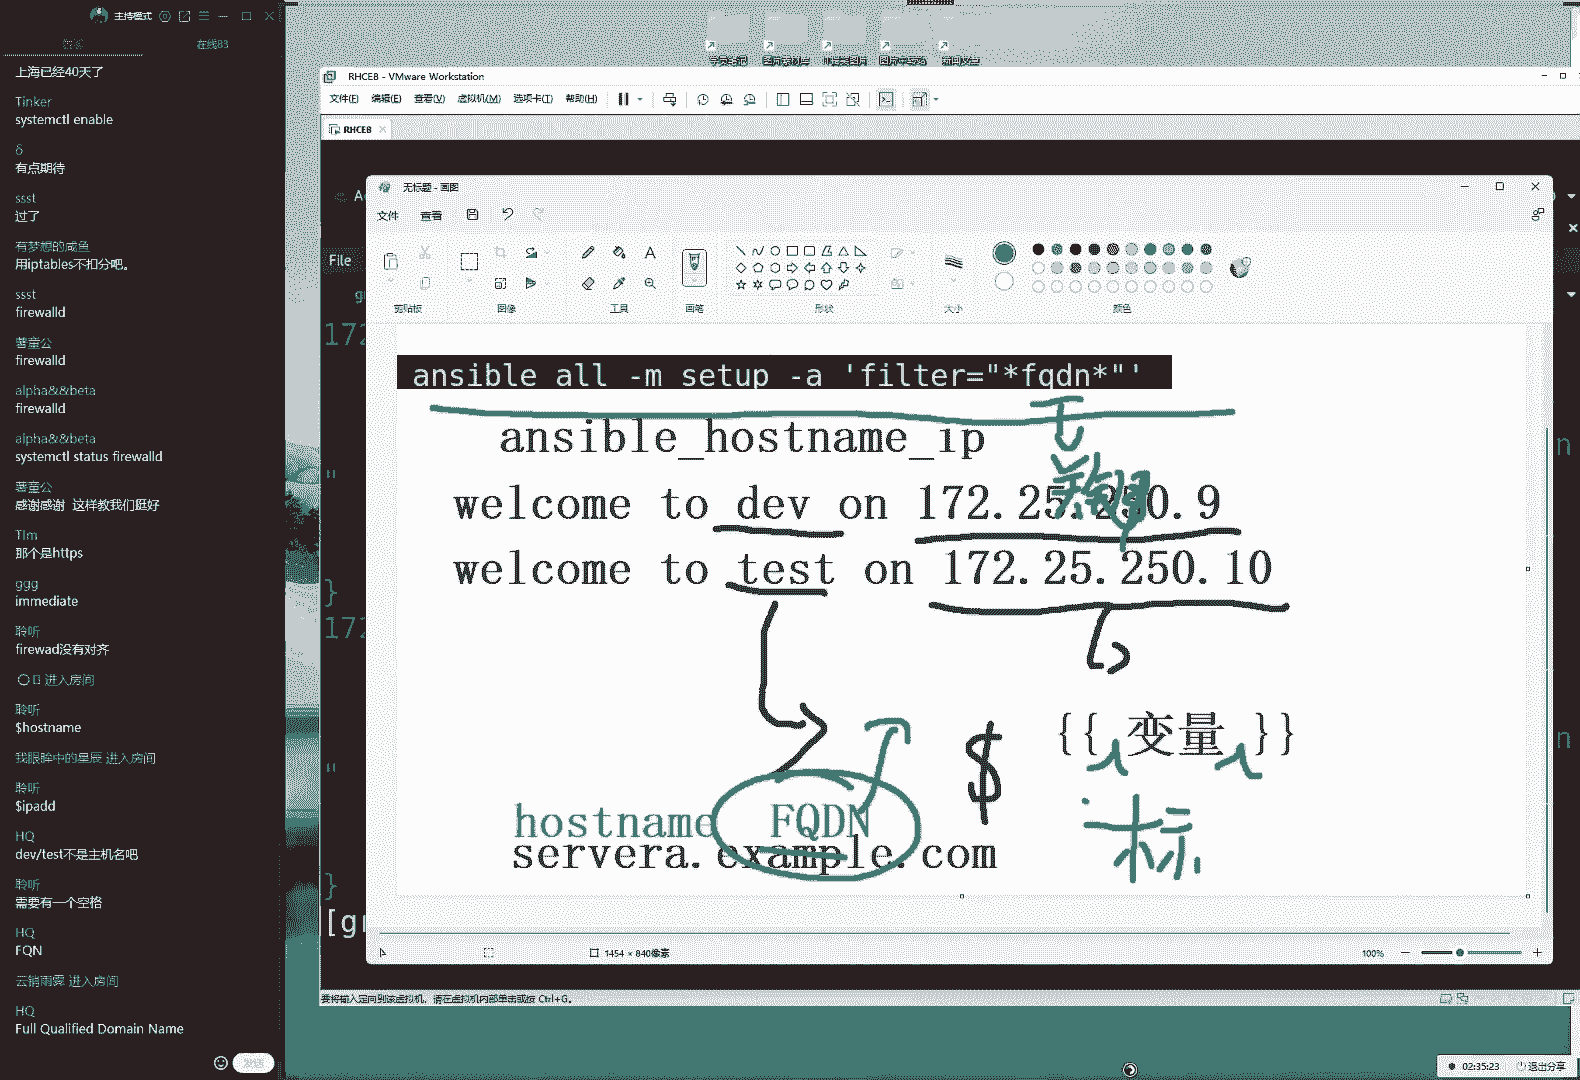 主持模式
在线83
上海已经40天了
Tinker
systemctl enable
δ
有点期待
ssst
过了
有梦想的咸鱼
用iptables不扣分吧。
ssst
firewalld
薯童公
firewalld
alpha&&beta
firewalld
alpha&&beta
systemctl status firewalld
薯童公
感谢感谢 这样教我们挺好
TIm
那个是https
ggg
immediate
聆听
firewad没有对齐
进入房间
聆听
$hostname
我眼眸中的星辰 进入房间
聆听
$ipadd
HQ
dev/test不是主机名吧
聆听
需要有一个空格
HQ
FQN
云销雨霁 进入房间
HQ
Full Qualified Domain Name
发送
RHCE8 - VMware Workstation
文件(F) 编辑(E) 查看(V) 虚拟机(M) 选项卡(T) 帮助(H)
RHCE8
File
无标题 - 画图
文件 查看
剪贴板 图像 工具 画笔 形状 大小 颜色
ansible all -m setup -a 'filter="*fqdn*"'
ansible_hostname_ip
welcome to dev on 172.25.250.9
welcome to test on 172.25.250.10
$ {{ 变量 }}
hostname FQDN
servera.example.com
标
172
"
}
172
"
}
[gr
1454 × 840像素
100%
要将输入定向到该虚拟机，请在虚拟机内部单击或按 Ctrl+G。
02:35:23 退出分享